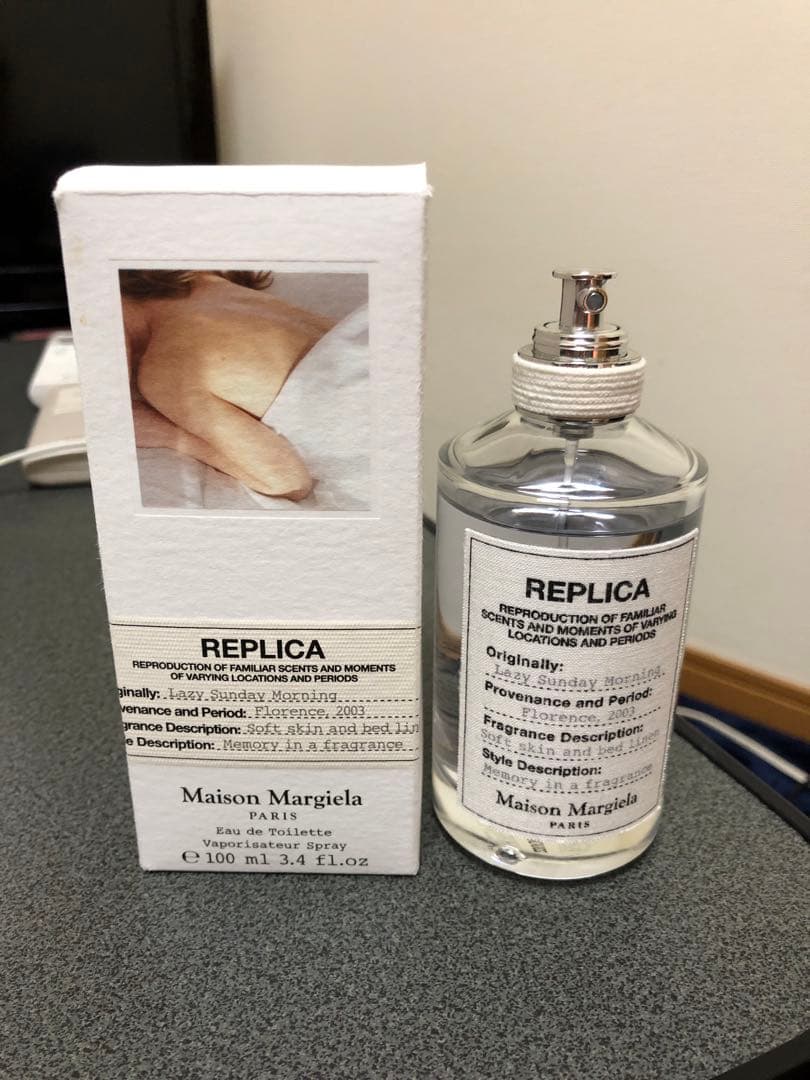 REPLICA
REPRODUCTION OF FAMILIAR SCENTS AND MOMENTS
OF VARYING LOCATIONS AND PERIODS
ginally: Lazy Sunday Morning
venance and Period: Florence, 2003
grance Description: Soft skin and bed lin
e Description: Memory in a fragrance
Maison Margiela
PARIS
Eau de Toilette
Vaporisateur Spray
℮ 100 ml 3.4 fl.oz
REPLICA
REPRODUCTION OF FAMILIAR
SCENTS AND MOMENTS OF VARYING
LOCATIONS AND PERIODS
Originally:
Lazy Sunday Morning
Provenance and Period:
Florence, 2003
Fragrance Description:
Soft skin and bed linen
Style Description:
Memory in a fragrance
Maison Margiela
PARIS